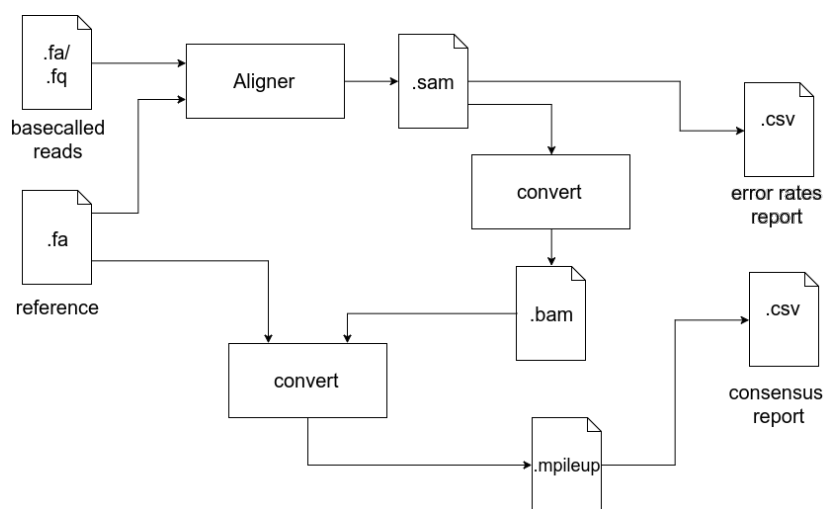 .fa/
.fq
basecalled
reads
Aligner
.sam
.csv
error rates
report
convert
.fa
reference
.bam
.csv
consensus
report
convert
.mpileup